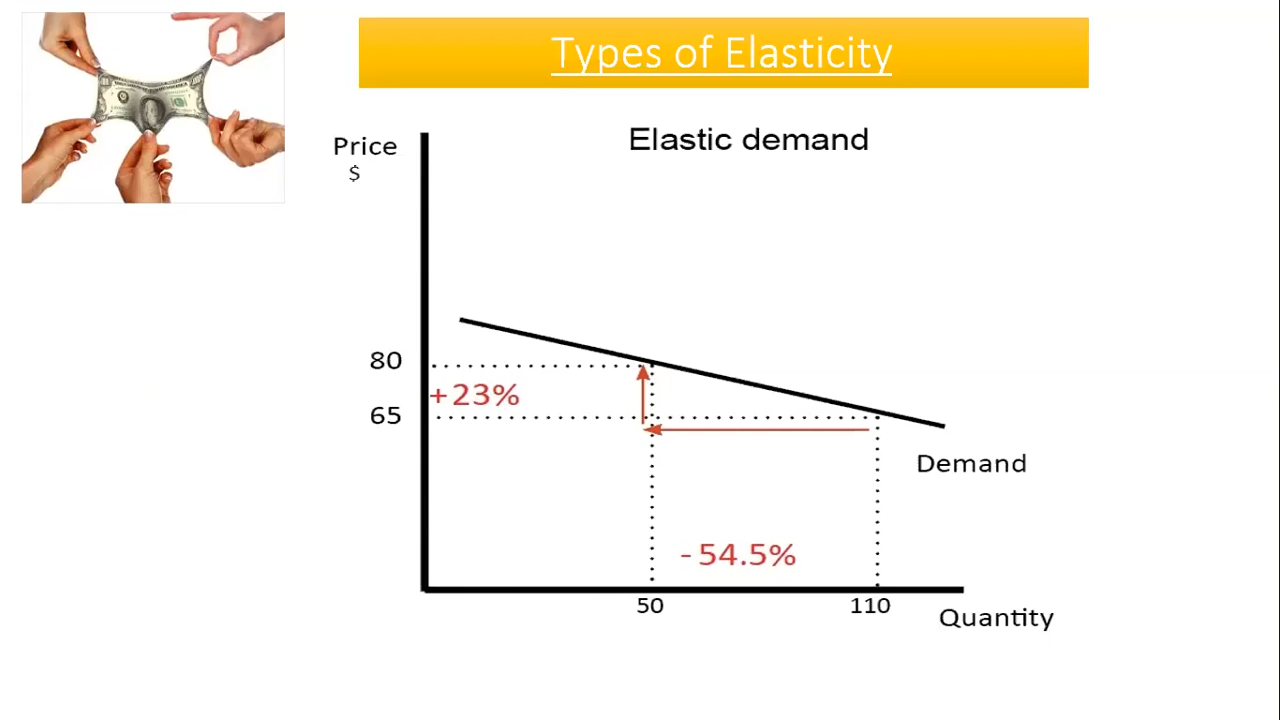 Types of Elasticity
Elastic demand
Price
$
80
+23%
65
Demand
- 54.5%
50
110
Quantity